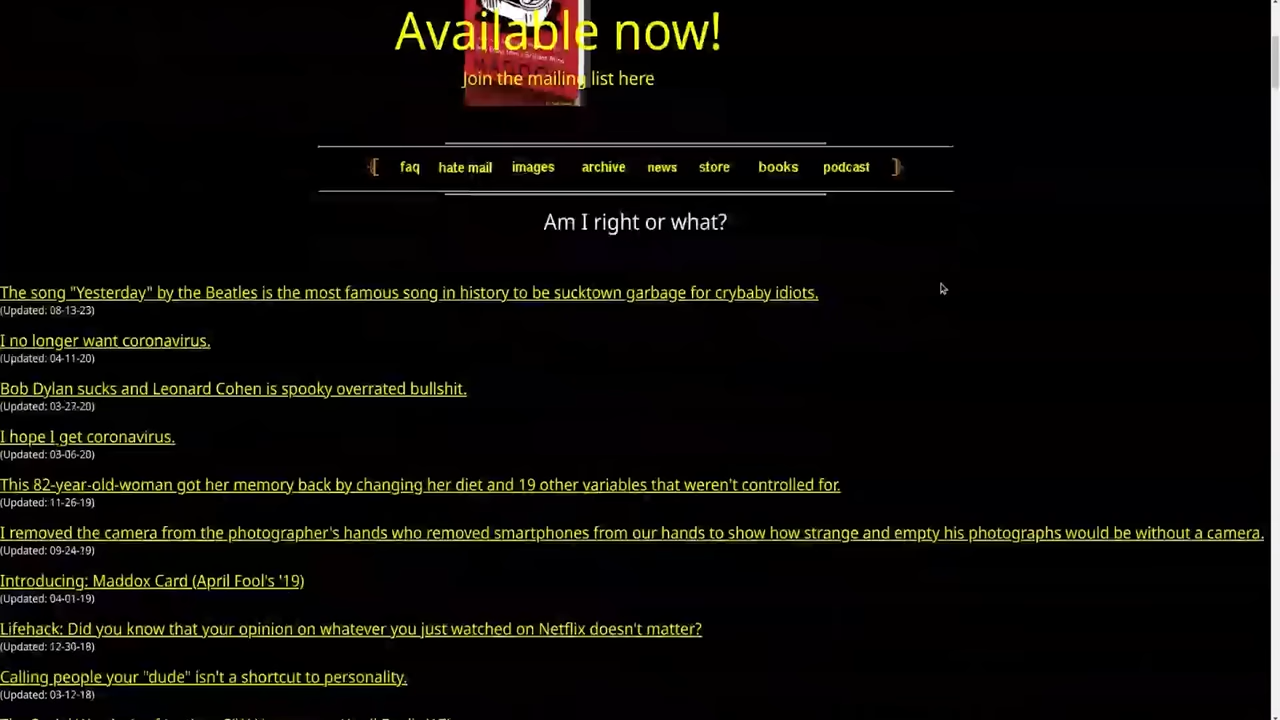 Available now!
Join the mailing list here
faq hate mail images archive news store books podcast
Am I right or what?
The song "Yesterday" by the Beatles is the most famous song in history to be sucktown garbage for crybaby idiots.
(Updated: 08-13-23)
I no longer want coronavirus.
(Updated: 04-11-20)
Bob Dylan sucks and Leonard Cohen is spooky overrated bullshit.
(Updated: 03-27-20)
I hope I get coronavirus.
(Updated: 03-06-20)
This 82-year-old-woman got her memory back by changing her diet and 19 other variables that weren't controlled for.
(Updated: 11-26-19)
I removed the camera from the photographer's hands who removed smartphones from our hands to show how strange and empty his photographs would be without a camera.
(Updated: 09-24-19)
Introducing: Maddox Card (April Fool's '19)
(Updated: 04-01-19)
Lifehack: Did you know that your opinion on whatever you just watched on Netflix doesn't matter?
(Updated: 12-30-18)
Calling people your "dude" isn't a shortcut to personality.
(Updated: 03-12-18)